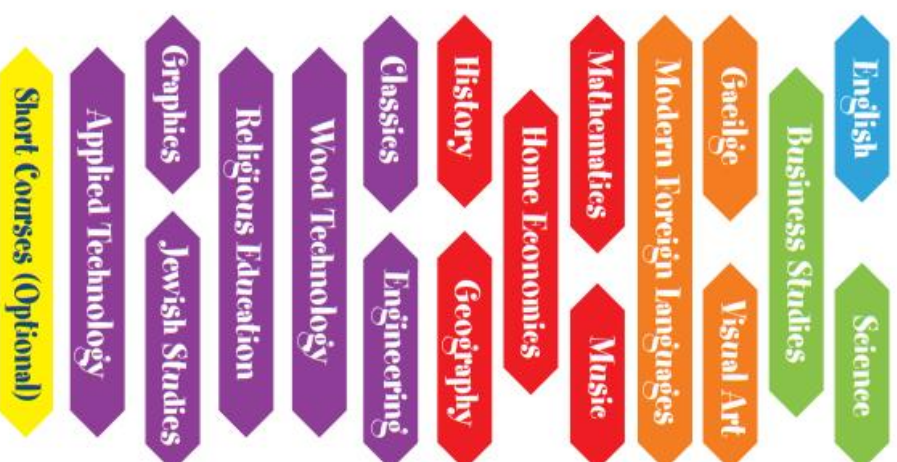 English
Science
Business Studies
Gaeilge
Visual Art
Modern Foreign Languages
Mathematics
Music
Home Economics
History
Geography
Classics
Engineering
Wood Technology
Religious Education
Graphics
Jewish Studies
Applied Technology
Short Courses (Optional)